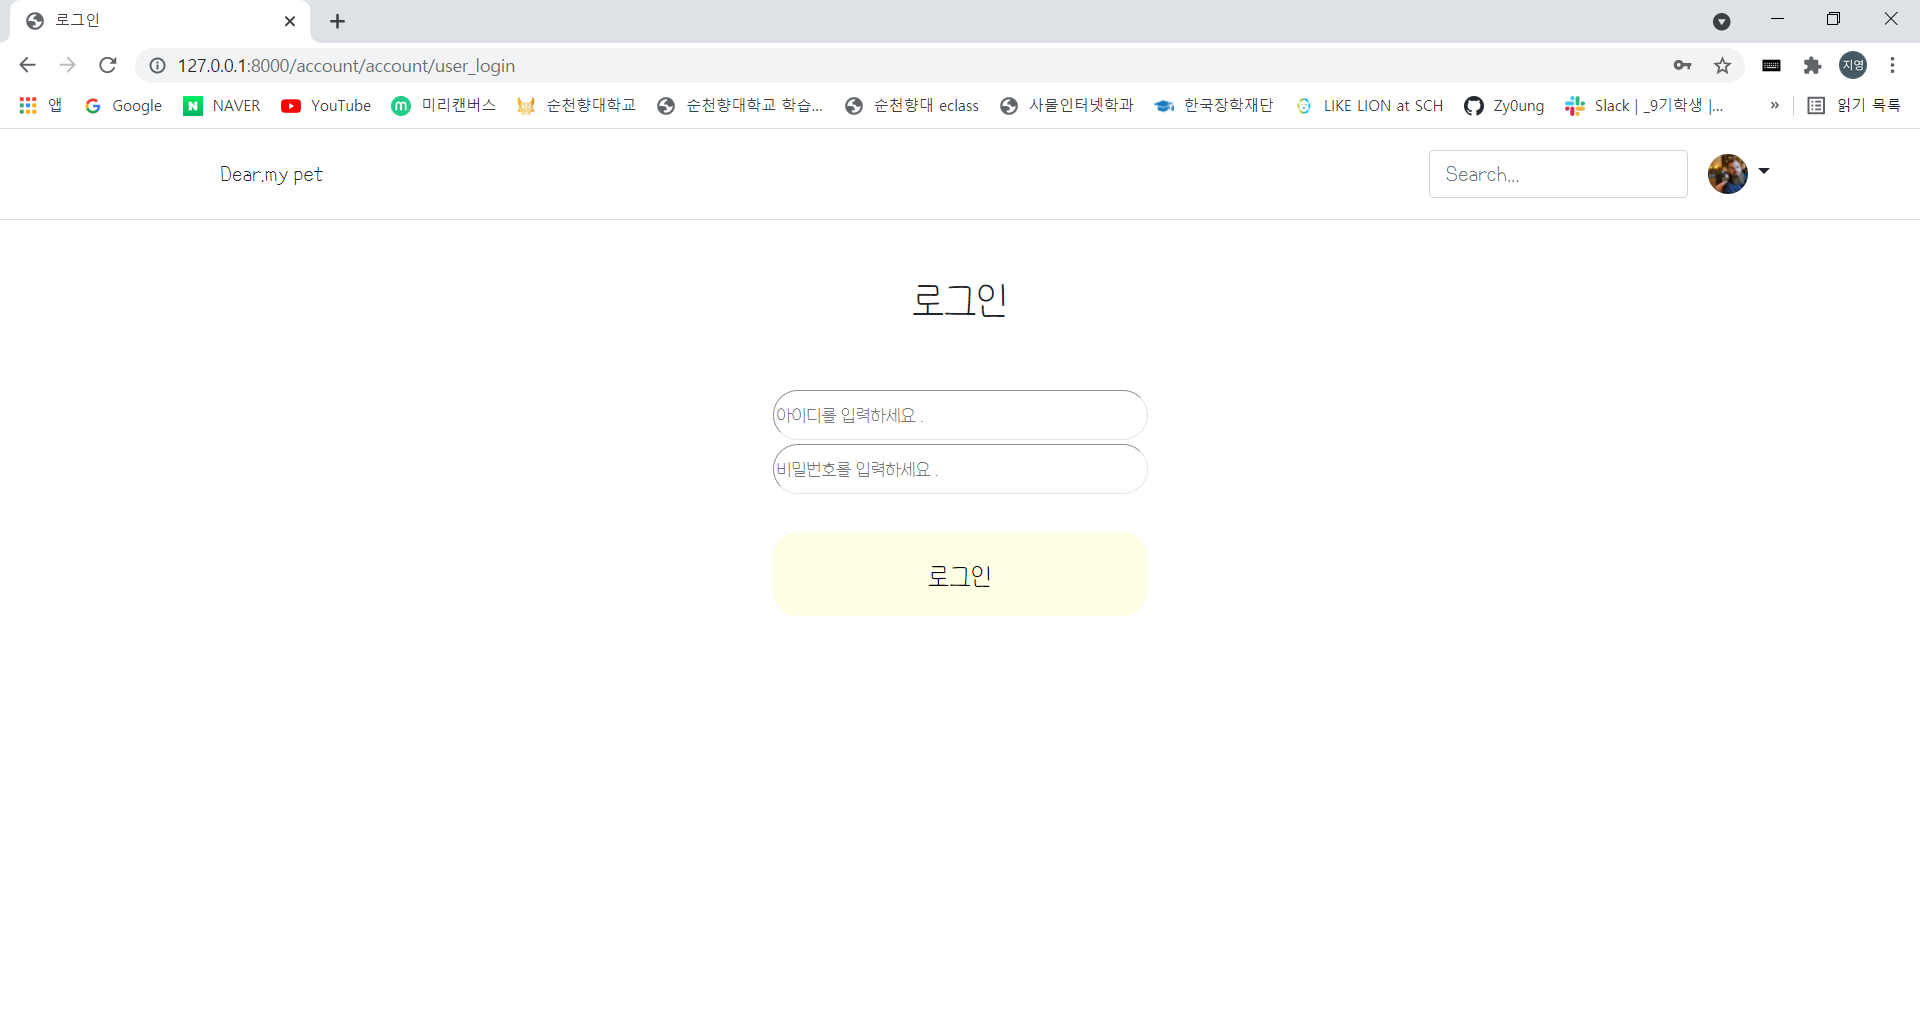 로그인
127.0.0.1:8000/account/account/user_login
지영
앱 Google NAVER YouTube 미리캔버스 순천향대학교 순천향대학교 학습... 순천향대 eclass 사물인터넷학과 한국장학재단 LIKE LION at SCH Zy0ung Slack | _9기학생 |... » 읽기 목록
Dear.my pet Search...
로그인
아이디를 입력하세요 .
비밀번호를 입력하세요 .
로그인